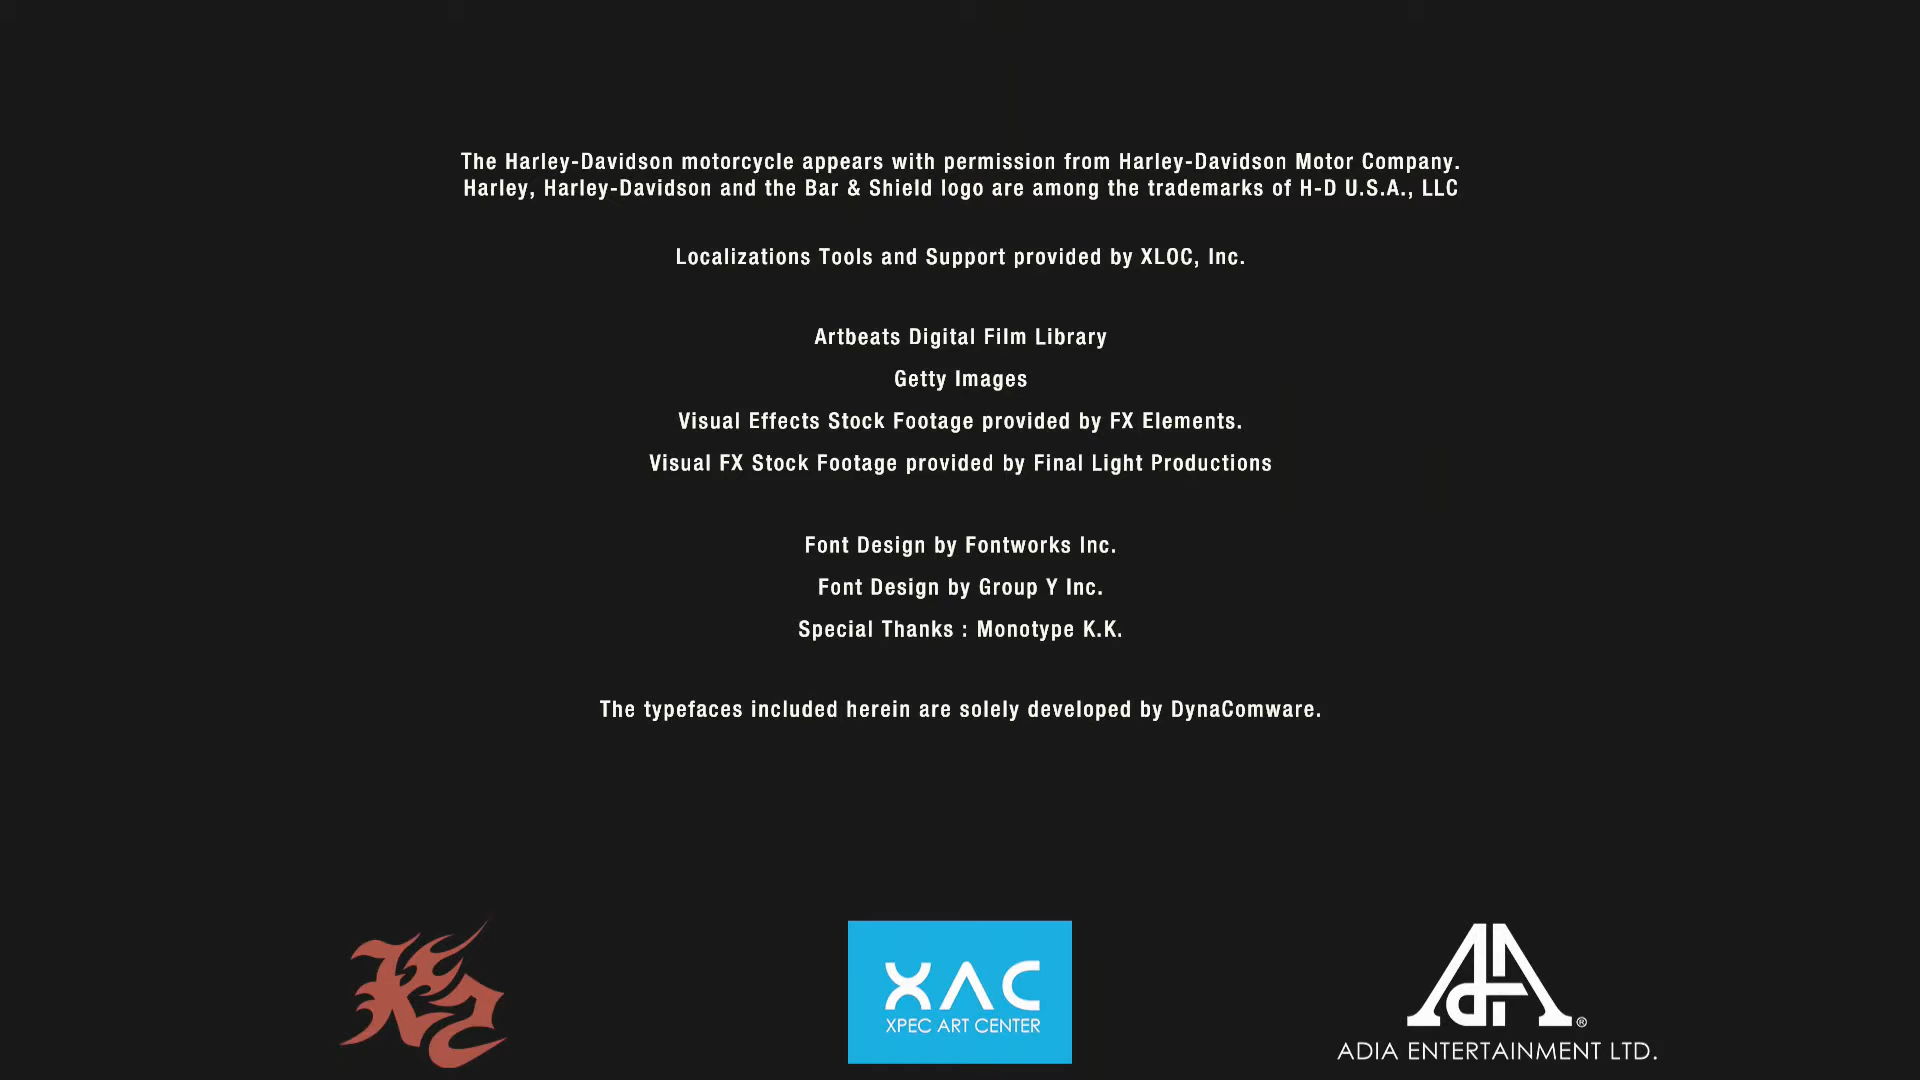 The Harley-Davidson motorcycle appears with permission from Harley-Davidson Motor Company.
Harley, Harley-Davidson and the Bar & Shield logo are among the trademarks of H-D U.S.A., LLC
Localizations Tools and Support provided by XLOC, Inc.
Artbeats Digital Film Library
Getty Images
Visual Effects Stock Footage provided by FX Elements.
Visual FX Stock Footage provided by Final Light Productions
Font Design by Fontworks Inc.
Font Design by Group Y Inc.
Special Thanks : Monotype K.K.
The typefaces included herein are solely developed by DynaComware.
K2
XAC
XPEC ART CENTER
AdiA®
ADIA ENTERTAINMENT LTD.